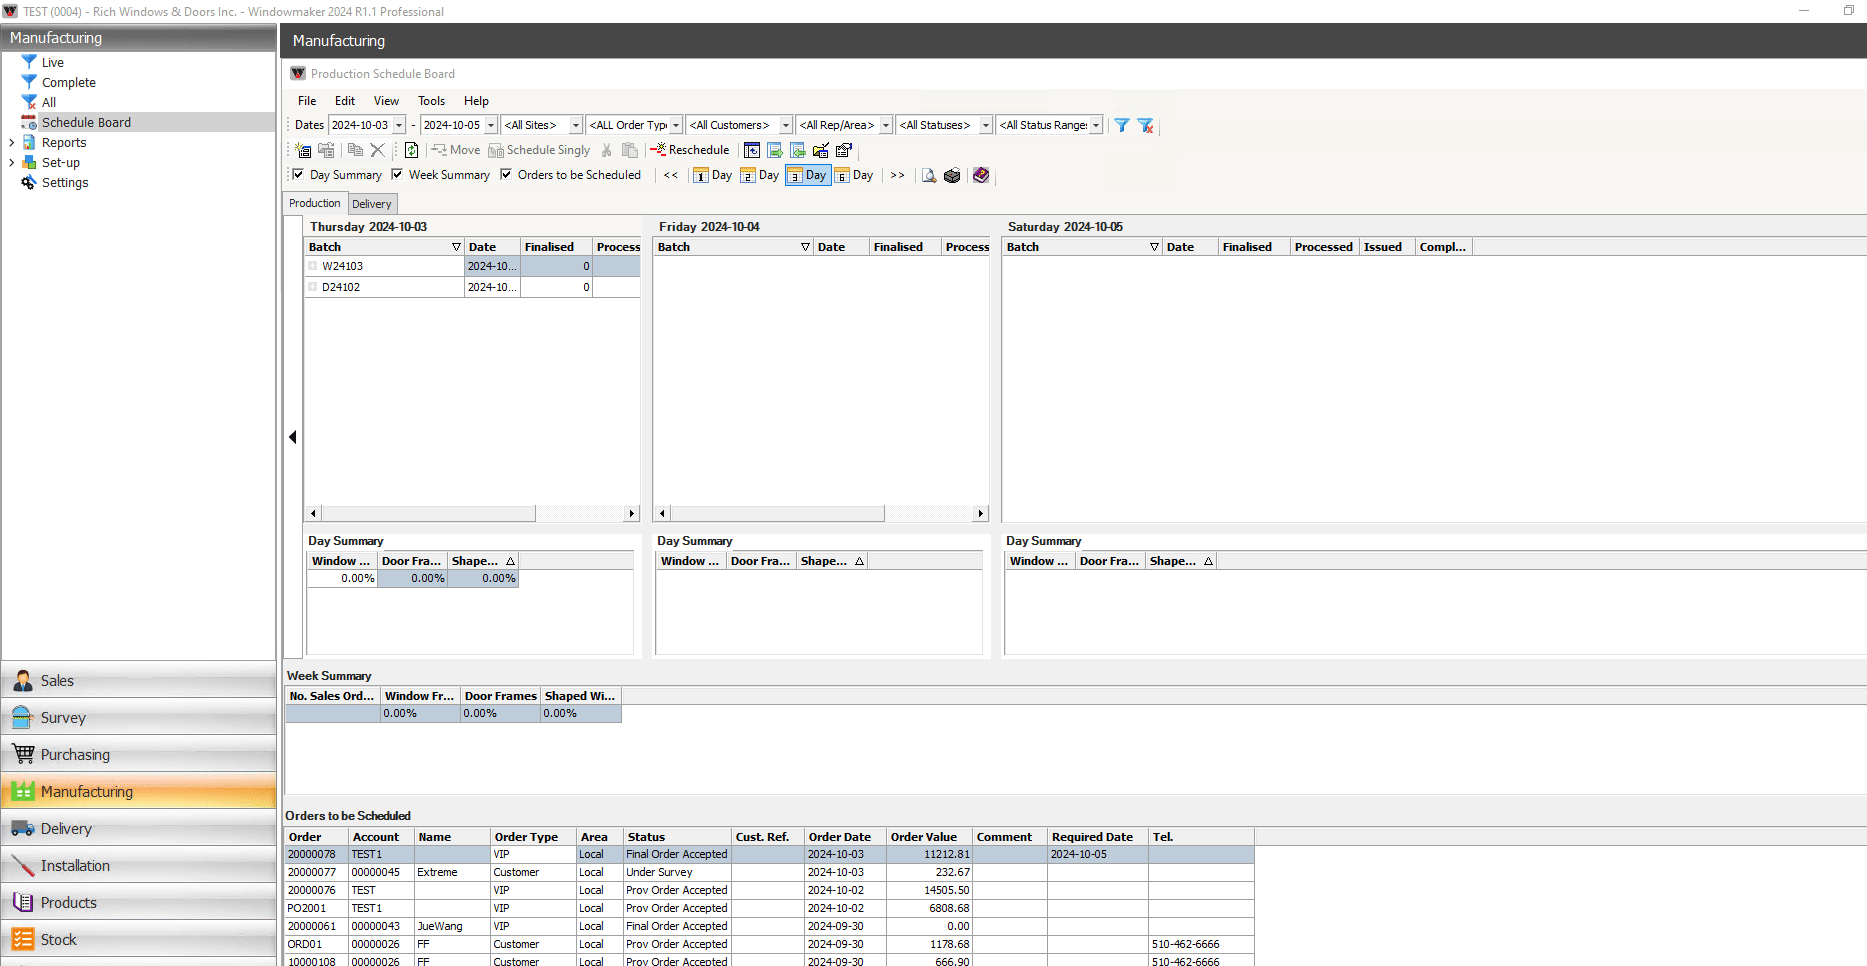 TEST (0004) - Rich Windows & Doors Inc. - Windowmaker 2024 R1.1 Professional
Manufacturing
Live
Complete
All
Schedule Board
Reports
Set-up
Settings
Sales
Survey
Purchasing
Manufacturing
Delivery
Installation
Products
Stock
Manufacturing
Production Schedule Board
File Edit View Tools Help
Dates 2024-10-03 - 2024-10-05 <All Sites> <ALL Order Typ <All Customers> <All Rep/Area> <All Statuses> <All Status Range:
Move Schedule Singly Reschedule
Day Summary Week Summary Orders to be Scheduled << 1 Day 2 Day 3 Day 6 Day >>
Production Delivery
Thursday 2024-10-03 Friday 2024-10-04 Saturday 2024-10-05
Batch Date Finalised Process Batch Date Finalised Process Batch Date Finalised Processed Issued Compl...
W24103 2024-10... 0
D24102 2024-10... 0
Day Summary Day Summary Day Summary
Window ... Door Fra... Shape... Window ... Door Fra... Shape... Window ... Door Fra... Shape...
0.00% 0.00% 0.00%
Week Summary
No. Sales Ord... Window Fr... Door Frames Shaped Wi...
0.00% 0.00% 0.00%
Orders to be Scheduled
Order Account Name Order Type Area Status Cust. Ref. Order Date Order Value Comment Required Date Tel.
20000078 TEST1 VIP Local Final Order Accepted 2024-10-03 11212.81 2024-10-05
20000077 00000045 Extreme Customer Local Under Survey 2024-10-03 232.67
20000076 TEST VIP Local Prov Order Accepted 2024-10-02 14505.50
PO2001 TEST1 VIP Local Prov Order Accepted 2024-10-02 6808.68
20000061 00000043 JueWang VIP Local Final Order Accepted 2024-09-30 0.00
ORD01 00000026 FF Customer Local Prov Order Accepted 2024-09-30 1178.68 510-462-6666
10000108 00000026 FF Customer Local Prov Order Accepted 2024-09-30 666.90 510-462-6666